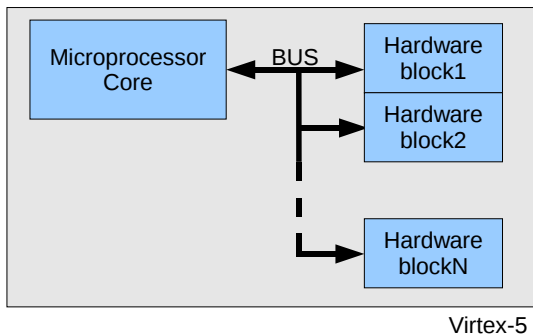 Microprocessor
Core
BUS
Hardware
block1
Hardware
block2
Hardware
blockN
Virtex-5